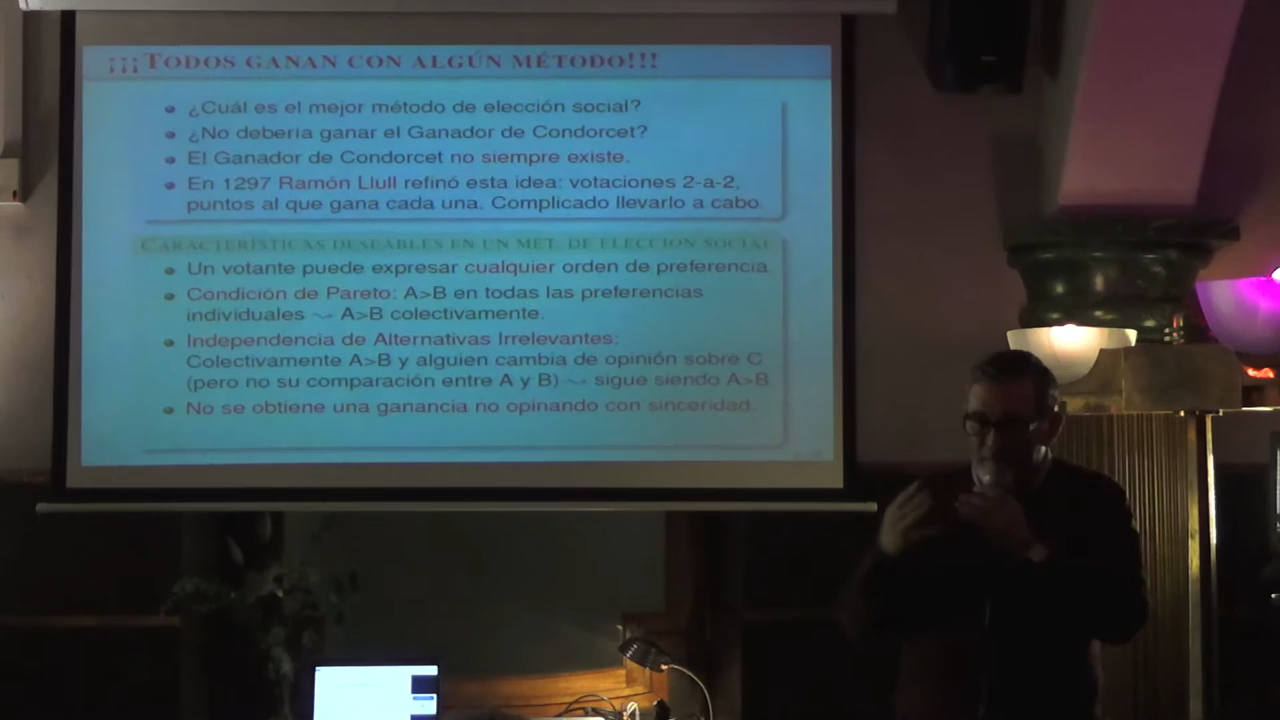 ¡¡¡TODOS GANAN CON ALGÚN MÉTODO!!!
¿Cuál es el mejor método de elección social?
¿No debería ganar el Ganador de Condorcet?
El Ganador de Condorcet no siempre existe.
En 1297 Ramón Llull refinó esta idea: votaciones 2-a-2,
puntos al que gana cada una. Complicado llevarlo a cabo.
CARACTERÍSTICAS DESEABLES EN UN MÉT. DE ELECCIÓN SOCIAL
Un votante puede expresar cualquier orden de preferencia.
Condición de Pareto: A>B en todas las preferencias
individuales ⤳ A>B colectivamente.
Independencia de Alternativas Irrelevantes:
Colectivamente A>B y alguien cambia de opinión sobre C
(pero no su comparación entre A y B) ⤳ sigue siendo A>B.
No se obtiene una ganancia no opinando con sinceridad.